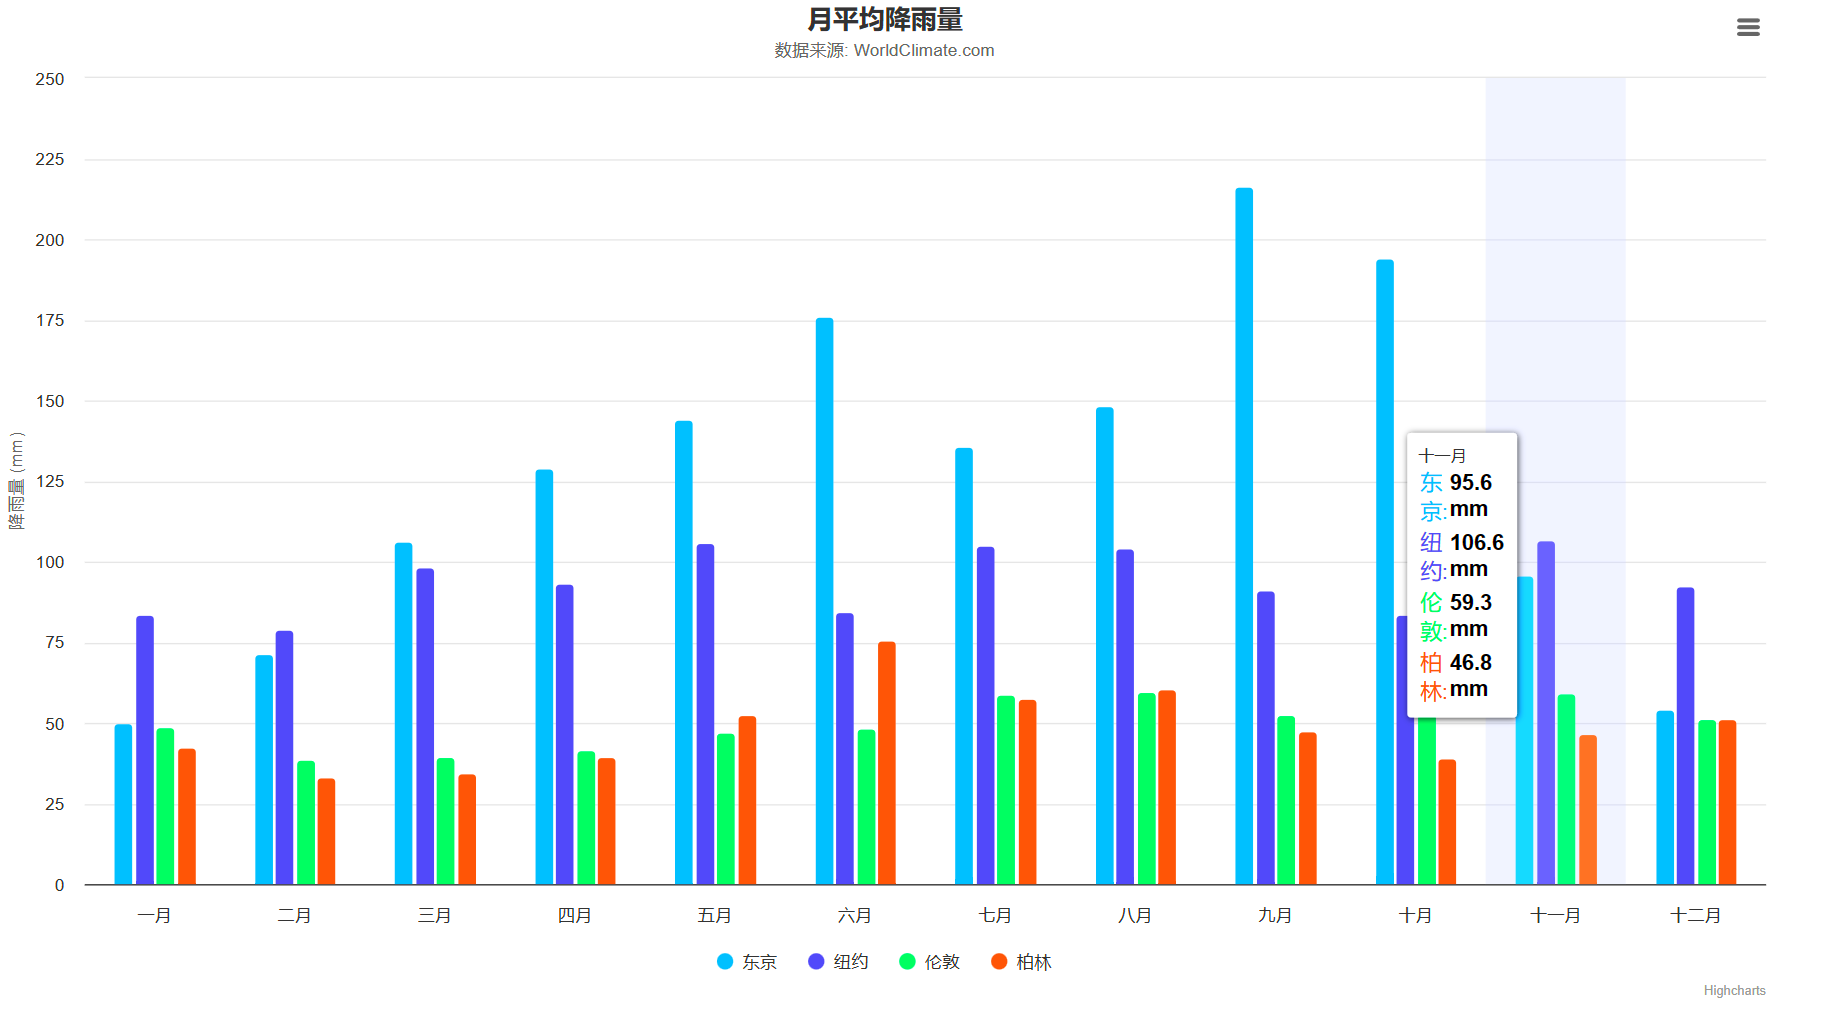 月平均降雨量
数据来源: WorldClimate.com
250
225
200
175
150
125
100
75
50
25
0
降雨量 (mm)
十一月
东 95.6
京: mm
纽 106.6
约: mm
伦 59.3
敦: mm
柏 46.8
林: mm
一月 二月 三月 四月 五月 六月 七月 八月 九月 十月 十一月 十二月
东京 纽约 伦敦 柏林
Highcharts